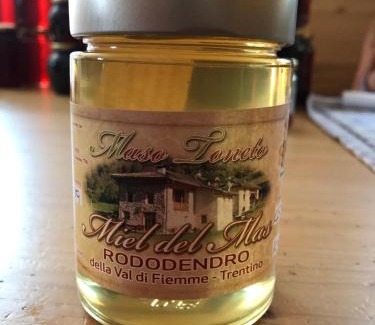 Maso Toneto
Miel del Mas
RODODENDRO
della Val di Fiemme - Trentino